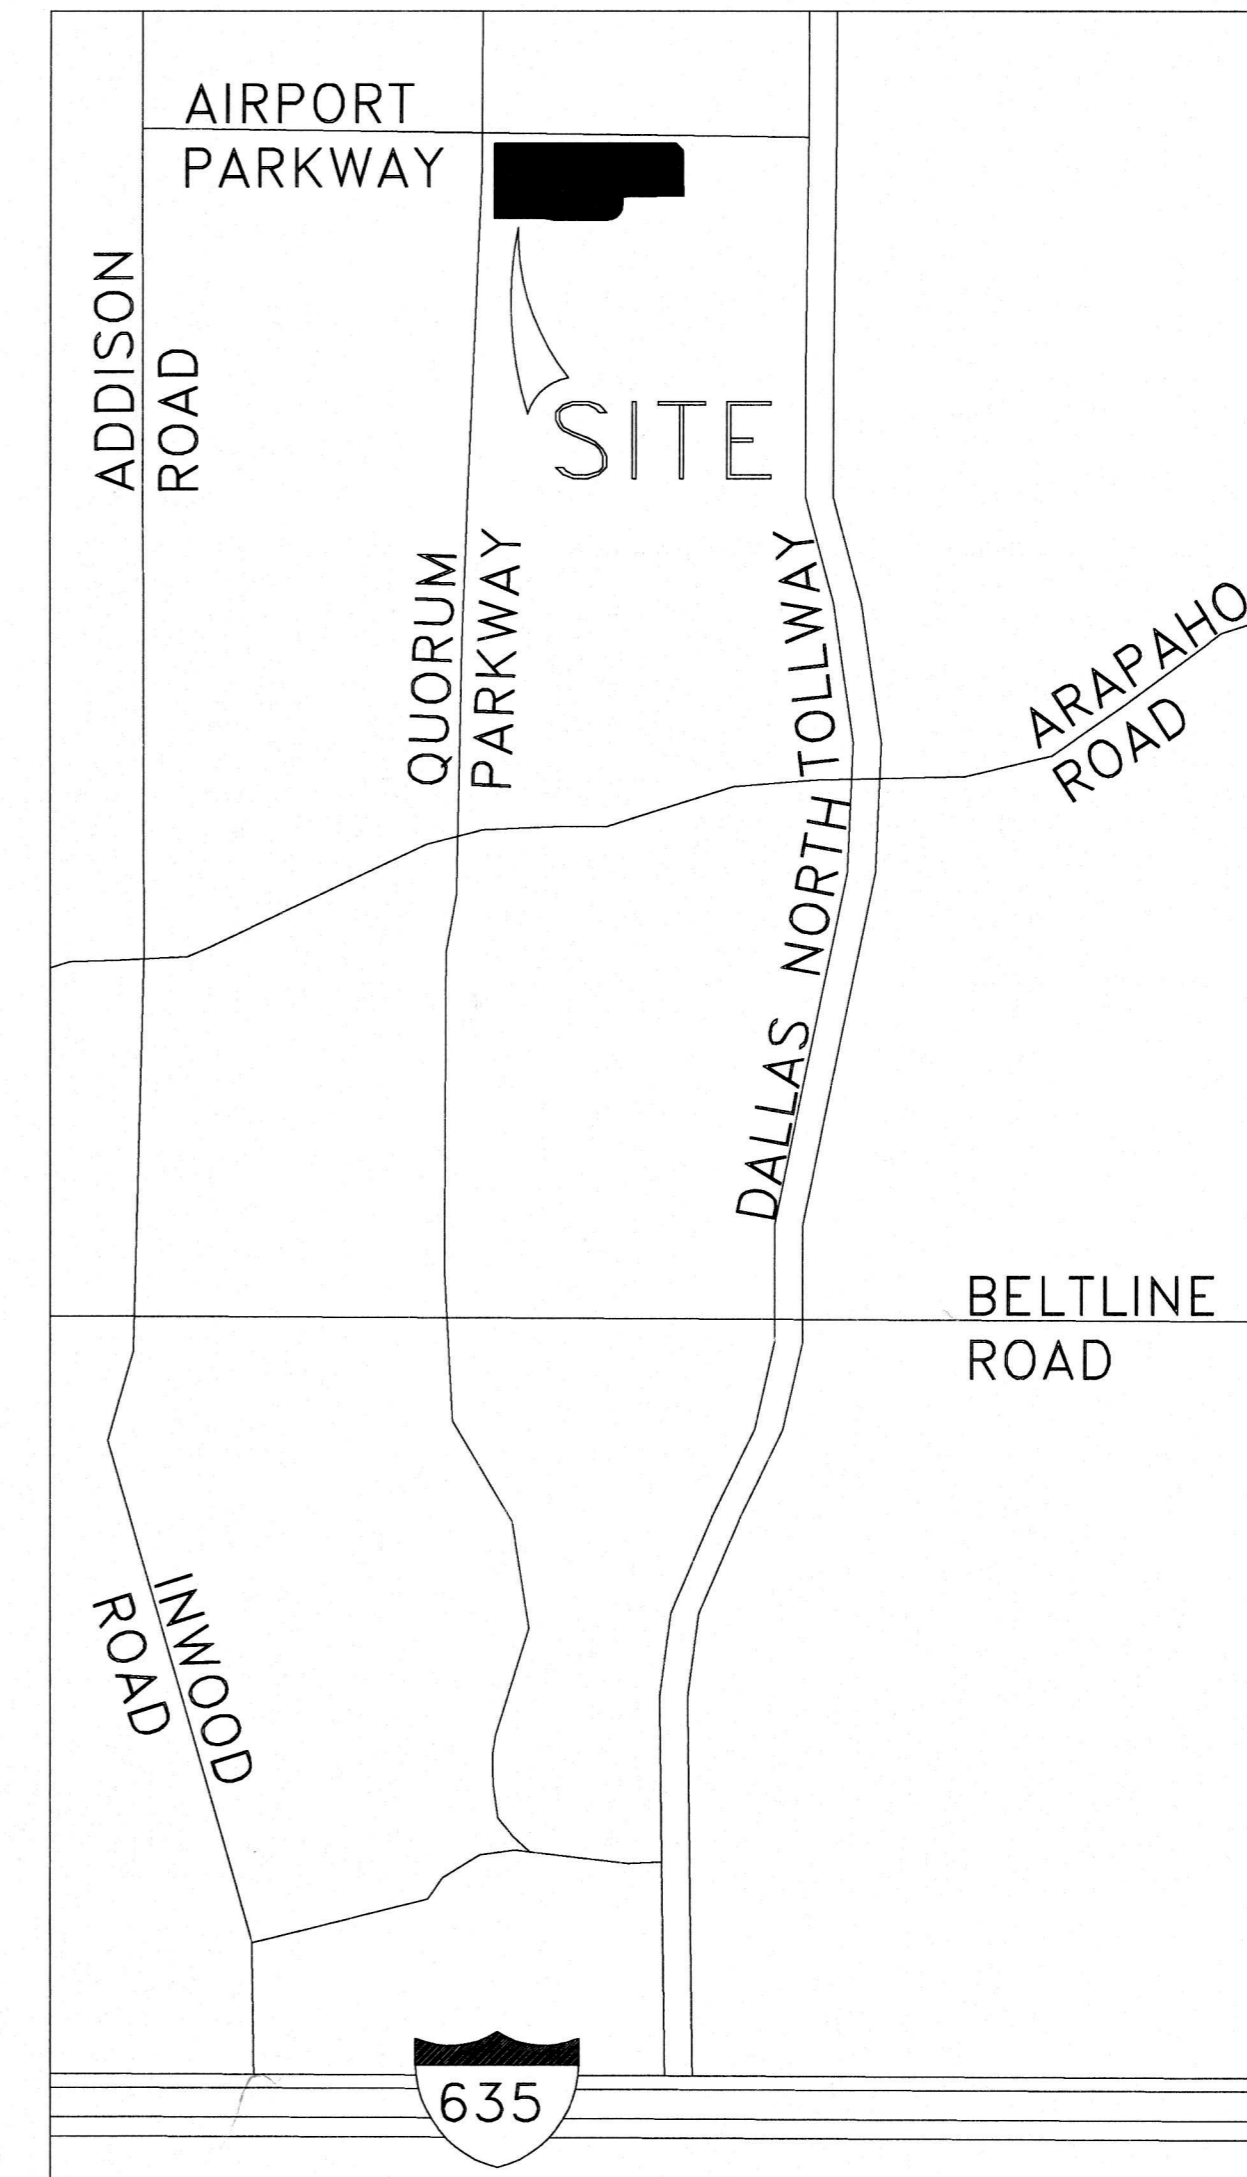 AIRPORT
PARKWAY
ADDISON
ROAD
SITE
QUORUM
PARKWAY
DALLAS NORTH TOLLWAY
ARAPAHO
ROAD
BELTLINE
ROAD
INWOOD
ROAD
635